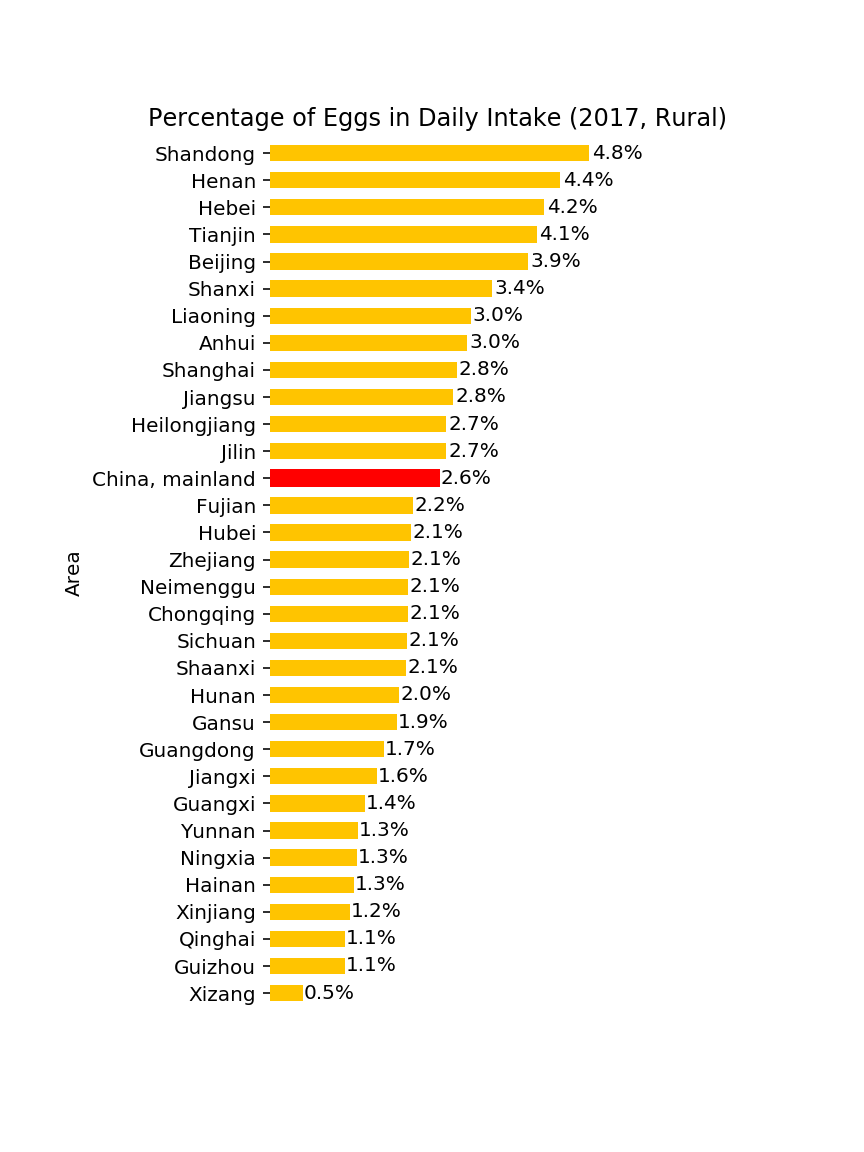 Percentage of Eggs in Daily Intake (2017, Rural)
Shandong 4.8%
Henan 4.4%
Hebei 4.2%
Tianjin 4.1%
Beijing 3.9%
Shanxi 3.4%
Liaoning 3.0%
Anhui 3.0%
Shanghai 2.8%
Jiangsu 2.8%
Heilongjiang 2.7%
Jilin 2.7%
China, mainland 2.6%
Fujian 2.2%
Hubei 2.1%
Zhejiang 2.1%
Neimenggu 2.1%
Chongqing 2.1%
Sichuan 2.1%
Shaanxi 2.1%
Hunan 2.0%
Gansu 1.9%
Guangdong 1.7%
Jiangxi 1.6%
Guangxi 1.4%
Yunnan 1.3%
Ningxia 1.3%
Hainan 1.3%
Xinjiang 1.2%
Qinghai 1.1%
Guizhou 1.1%
Xizang 0.5%
Area